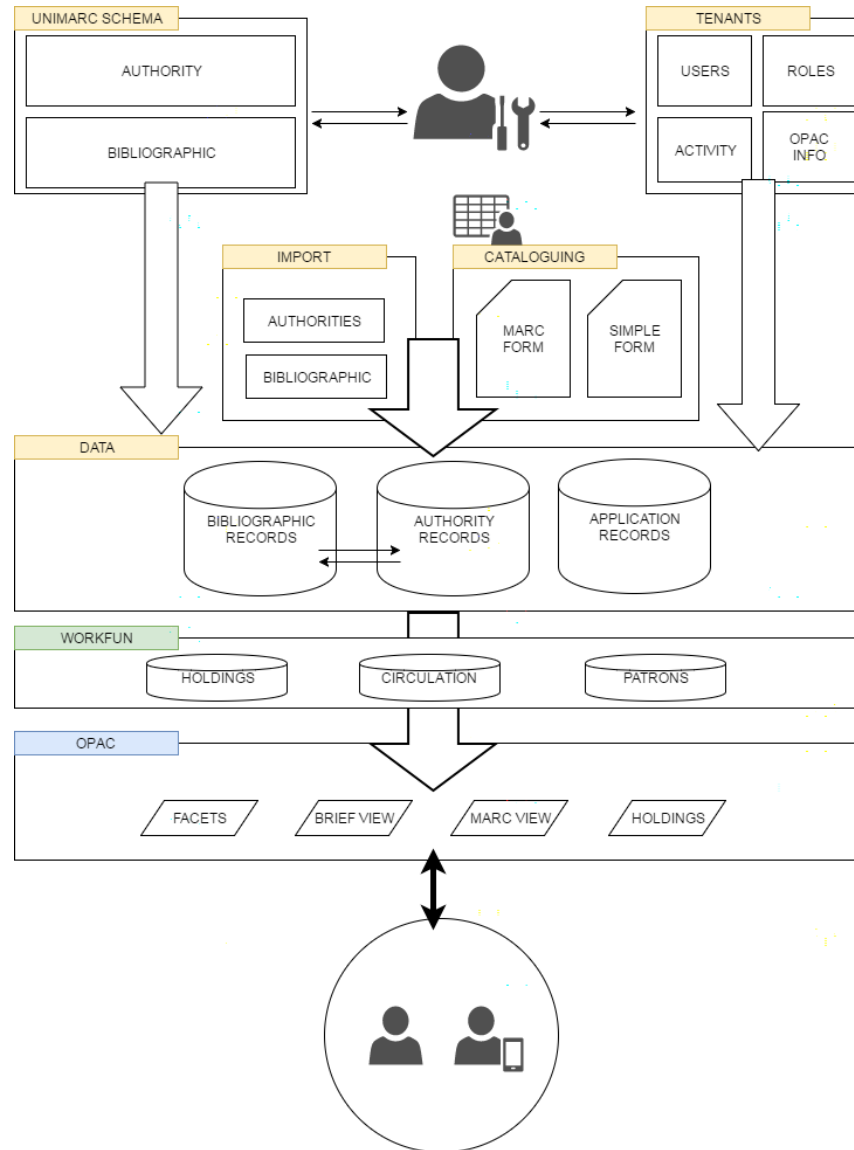 UNIMARC SCHEMA
TENANTS
AUTHORITY
BIBLIOGRAPHIC
USERS
ROLES
ACTIVITY
OPAC
INFO
IMPORT
CATALOGUING
AUTHORITIES
BIBLIOGRAPHIC
MARC
FORM
SIMPLE
FORM
DATA
BIBLIOGRAPHIC
RECORDS
AUTHORITY
RECORDS
APPLICATION
RECORDS
WORKFUN
HOLDINGS
CIRCULATION
PATRONS
OPAC
FACETS
BRIEF VIEW
MARC VIEW
HOLDINGS